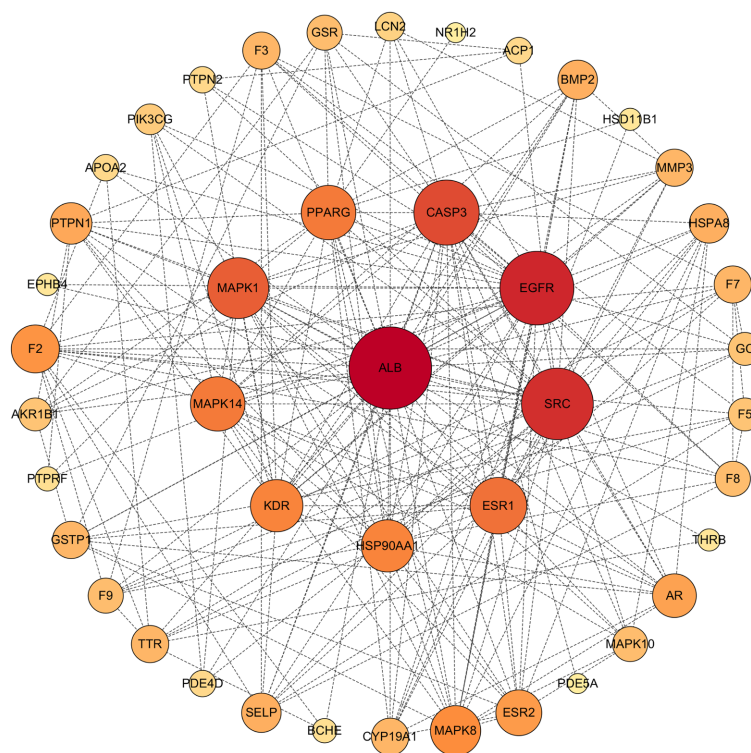 LCN2
NR1H2
GSR
ACP1
F3
PTPN2
BMP2
HSD11B1
PIK3CG
MMP3
APOA2
PPARG
CASP3
PTPN1
HSPA8
EPHB4
MAPK1
EGFR
F7
F2
ALB
GC
MAPK14
SRC
AKR1B1
F5
PTPRF
F8
KDR
ESR1
GSTP1
HSP90AA1
THRB
F9
AR
TTR
MAPK10
PDE4D
PDE5A
SELP
ESR2
BCHE
CYP19A1
MAPK8